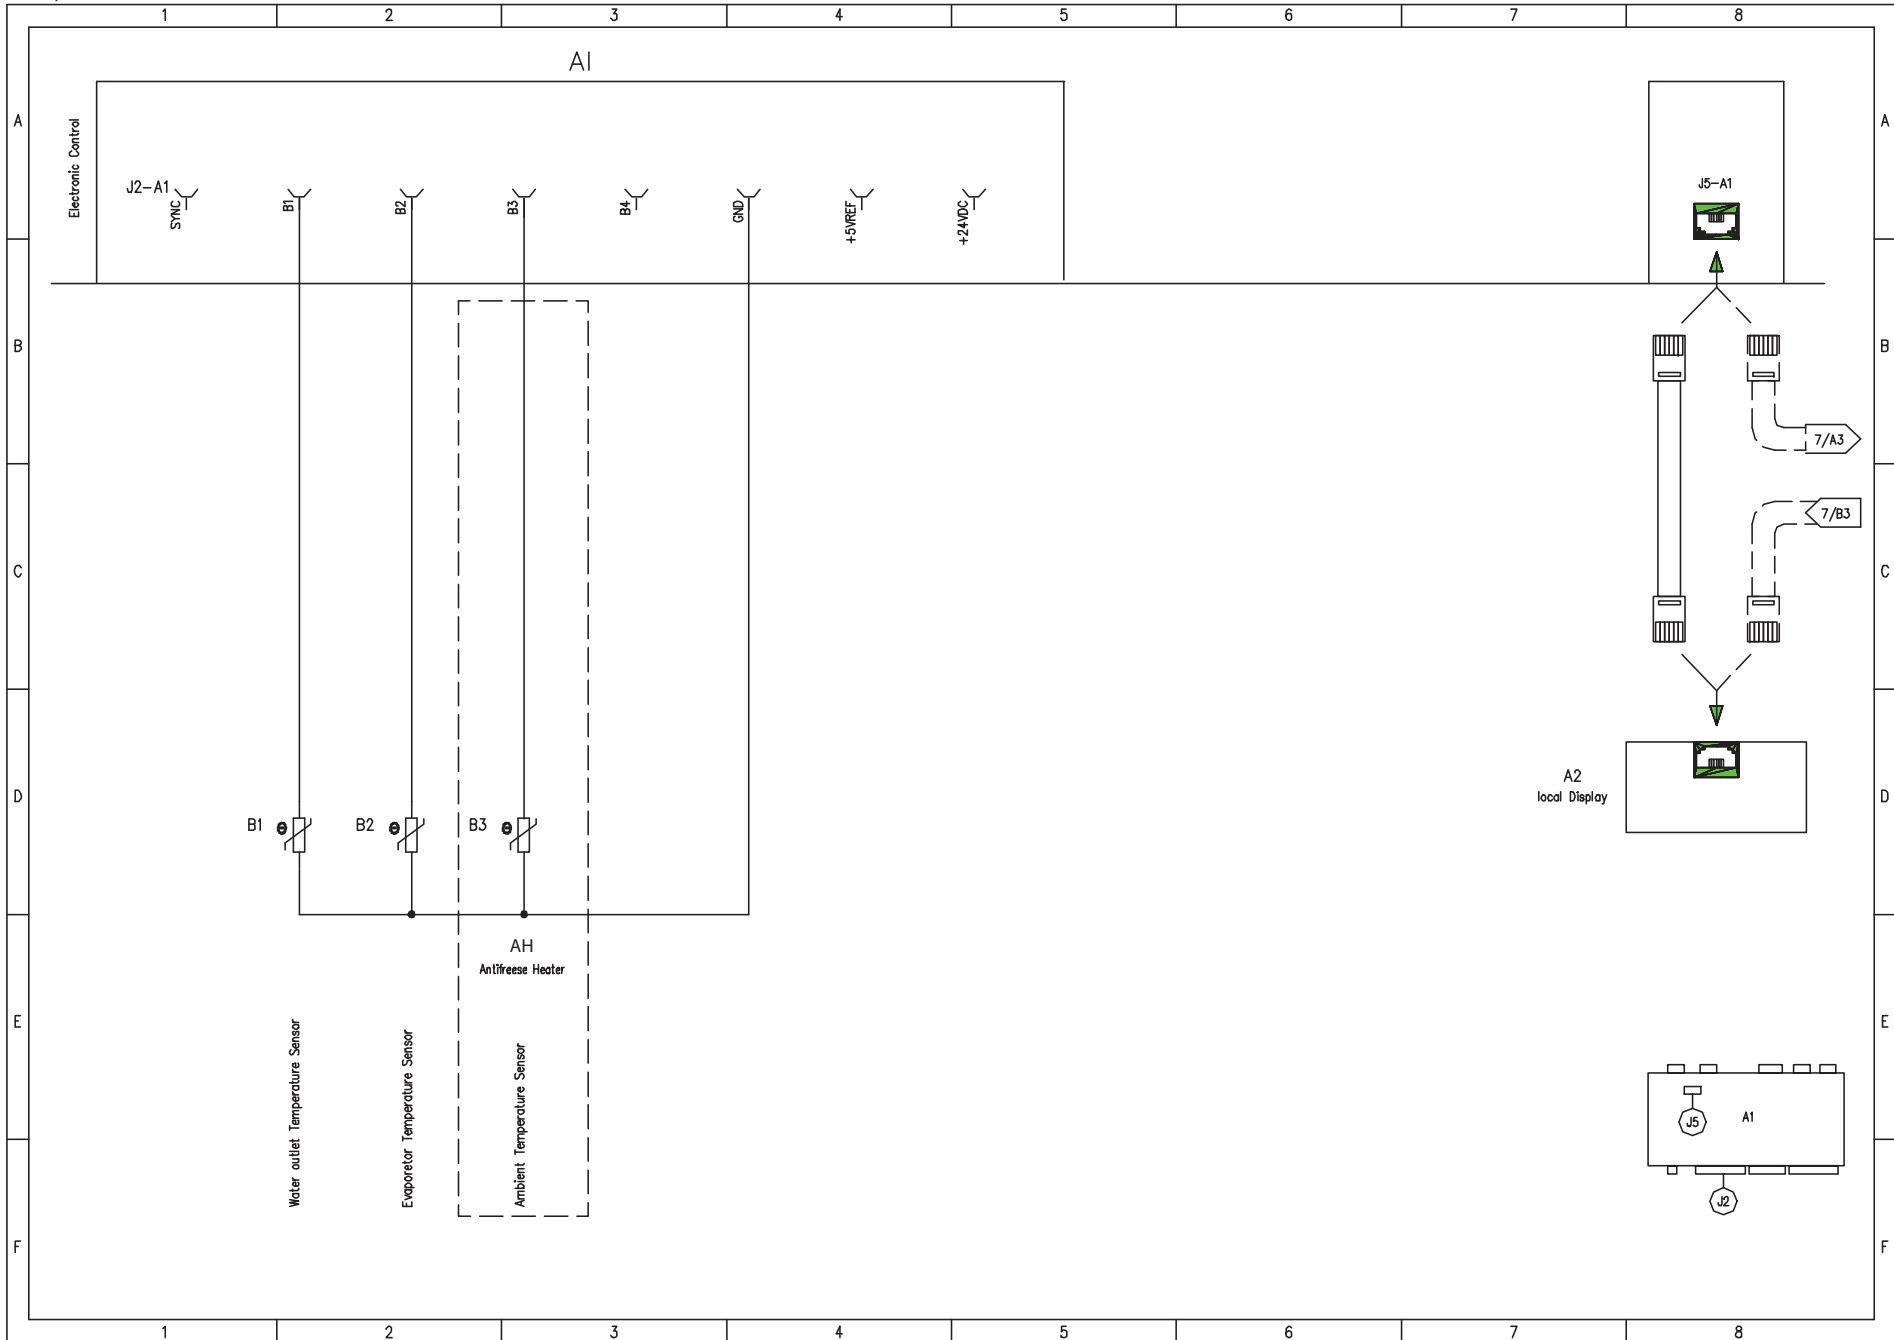 1 2 3 4 5 6 7 8
AI
A A
Electronic Control
J2-A1
SYNC
B1
B2
B3
B4
GND
+5VREF
+24VDC
J5-A1
B B
7/A3
7/B3
C C
A2
local Display
D D
B1 B2 B3
AH
Antifreese Heater
E E
Water outlet Temperature Sensor
Evaporetor Temperature Sensor
Ambient Temperature Sensor
J5 A1
J2
F F
1 2 3 4 5 6 7 8